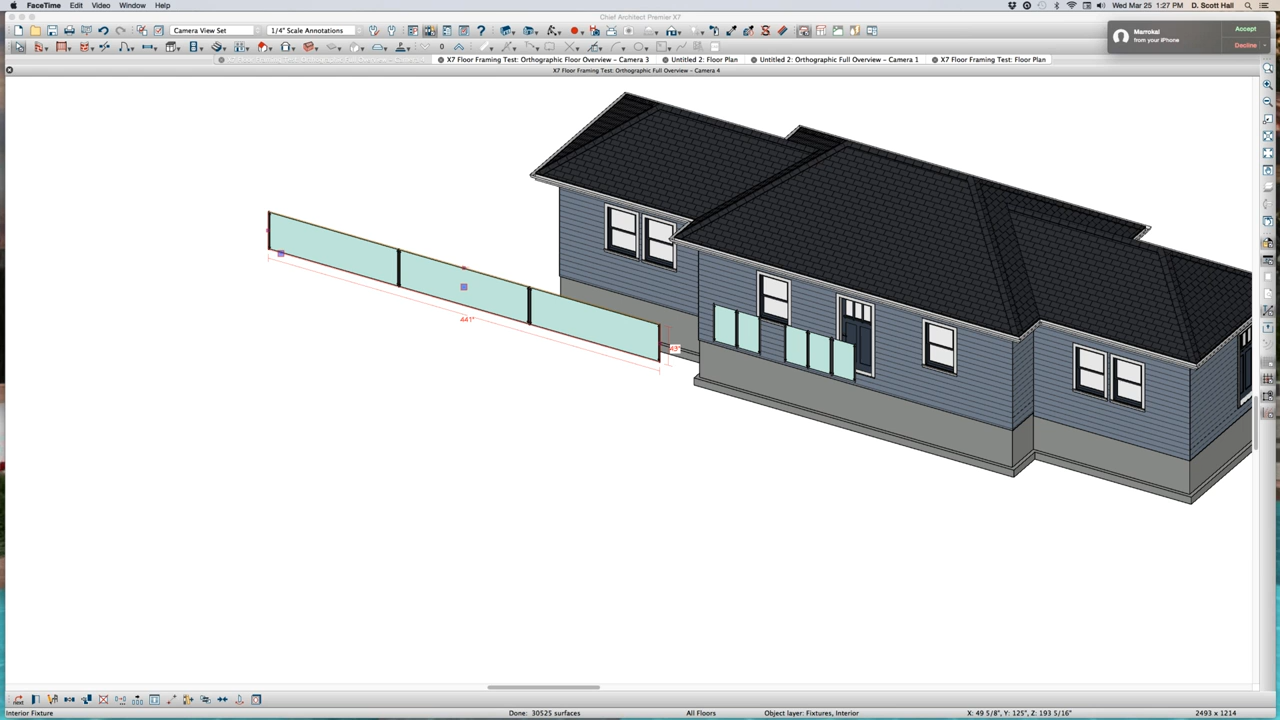 FaceTime Edit Video Window Help
Wed Mar 25 1:27 PM D. Scott Hall
Chief Architect Premier X7
Camera View Set 1/4" Scale Annotations
Marrokal
from your iPhone
Accept
Decline
X7 Floor Framing Test: Orthographic Floor Overview - Camera 3 Untitled 2: Floor Plan Untitled 2: Orthographic Full Overview - Camera 1 X7 Floor Framing Test: Floor Plan
X7 Floor Framing Test: Orthographic Full Overview - Camera 4
441"
43"
next
Interior Fixture Done: 30525 surfaces All Floors Object layer: Fixtures, Interior X: 49 5/8", Y: 125", Z: 193 5/16" 2493 x 1214